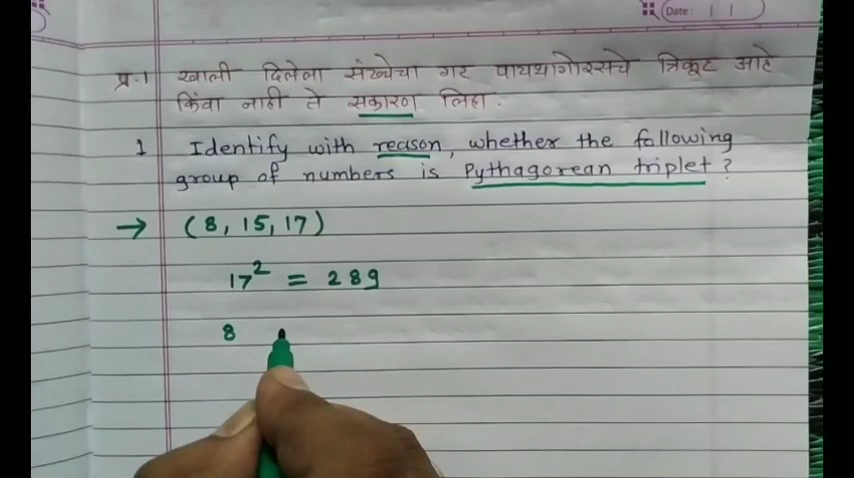 Date:
प्र.1 खाली दिलेला संख्येचा गट पायथागोरसचे त्रिकूट आहे
किंवा नाही ते सकारण लिहा.
1 Identify with reason, whether the following
group of numbers is Pythagorean triplet?
→ (8, 15, 17)
17² = 289
8